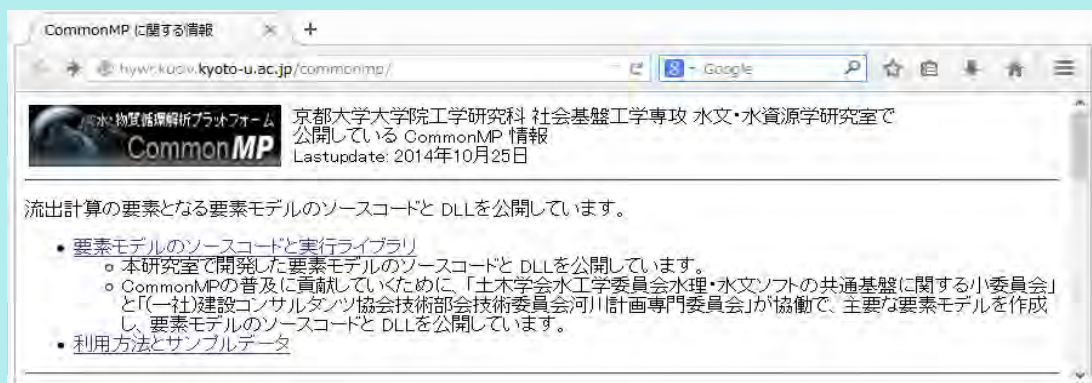 CommonMP に関する情報
hywr.kuciv.kyoto-u.ac.jp/commonmp/
Google
水・物質循環解析プラットフォーム
CommonMP
京都大学大学院工学研究科 社会基盤工学専攻 水文・水資源学研究室で
公開している CommonMP 情報
Lastupdate: 2014年10月25日
流出計算の要素となる要素モデルのソースコードと DLLを公開しています。
• 要素モデルのソースコードと実行ライブラリ
○ 本研究室で開発した要素モデルのソースコードと DLLを公開しています。
○ CommonMPの普及に貢献していくために、「土木学会水工学委員会水理・水文ソフトの共通基盤に関する小委員会」
と「(一社)建設コンサルタンツ協会技術部会技術委員会河川計画専門委員会」が協働で、主要な要素モデルを作成
し、要素モデルのソースコードと DLLを公開しています。
• 利用方法とサンプルデータ